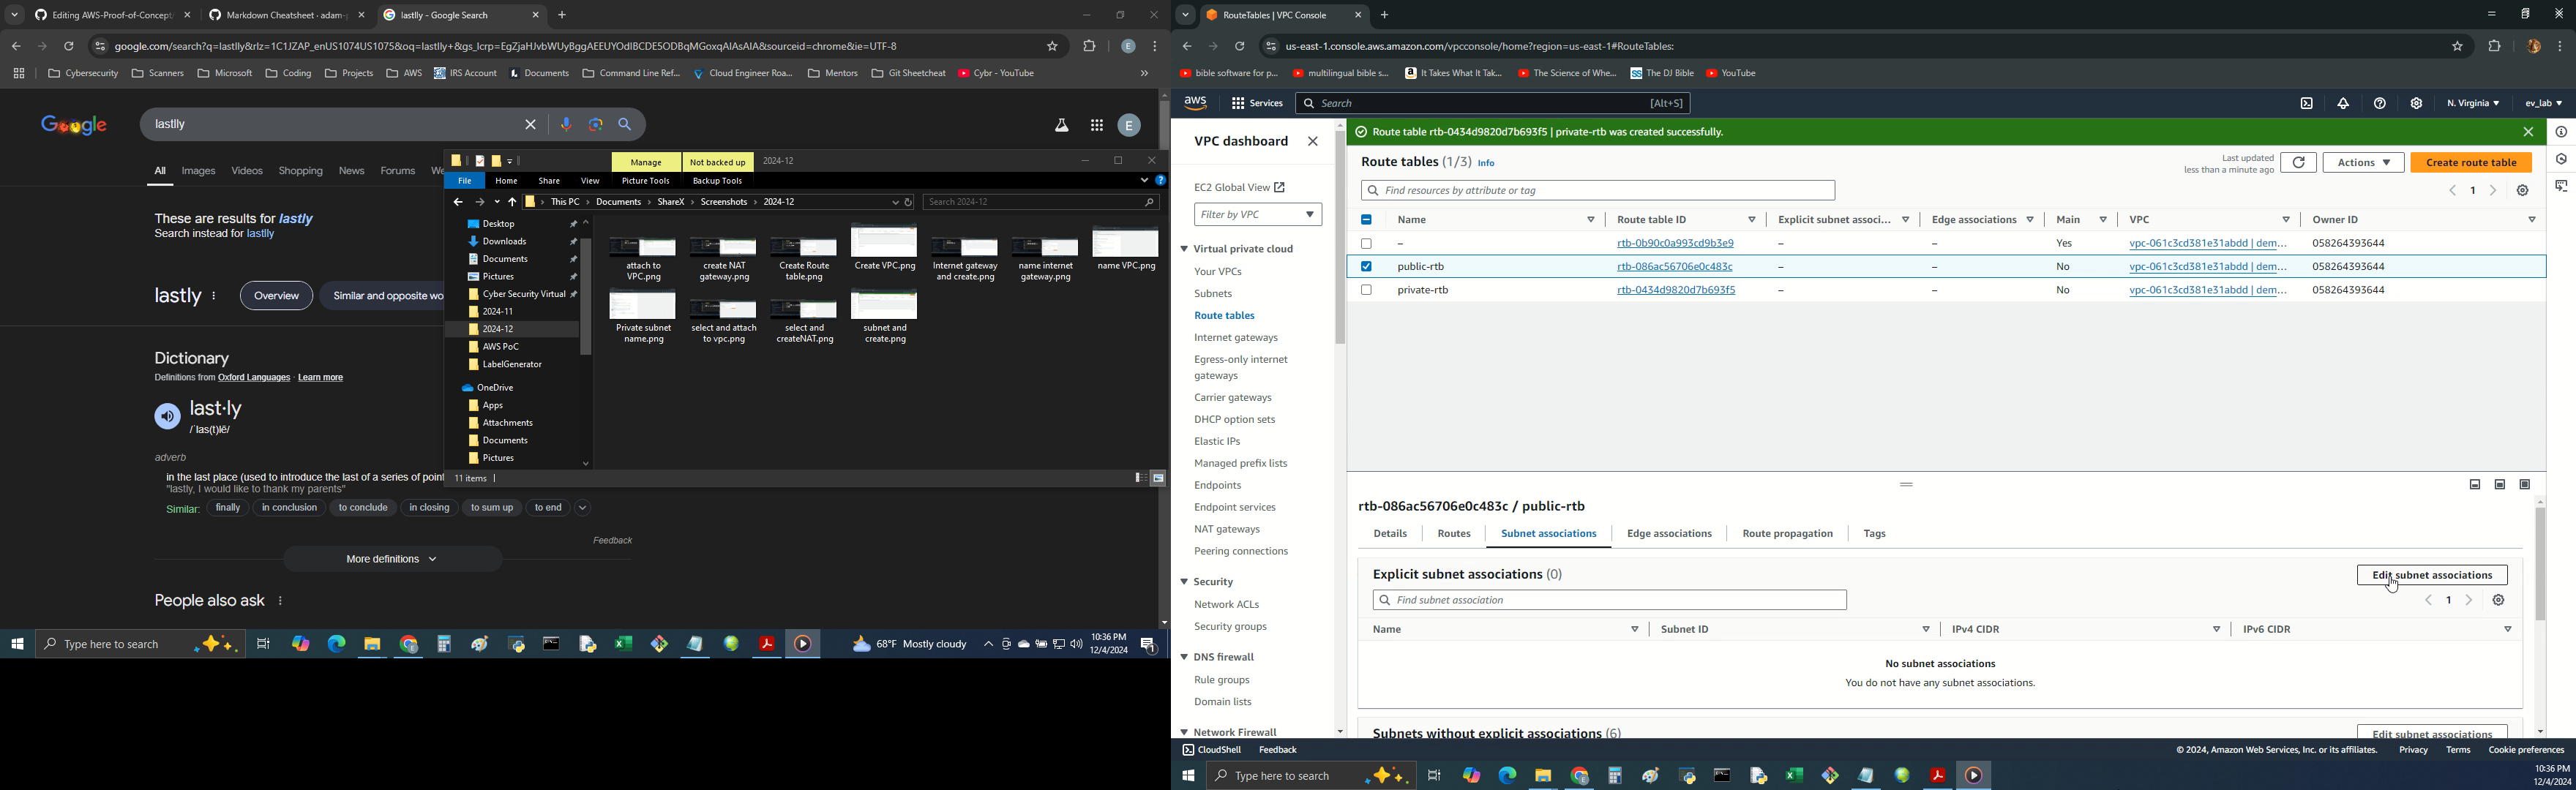 Editing AWS-Proof-of-Concept/
Markdown Cheatsheet · adam-p
lastlly - Google Search
google.com/search?q=lastlly&rlz=1C1JZAP_enUS1074US1075&oq=lastlly+&gs_lcrp=EgZjaHJvbWUyBggAEEUYOdIBCDE5ODBqMGoxqAIAsAIA&sourceid=chrome&ie=UTF-8
E
Cybersecurity
Scanners
Microsoft
Coding
Projects
AWS
IRS Account
Documents
Command Line Ref...
Cloud Engineer Roa...
Mentors
Git Sheetcheat
Cybr - YouTube
lastlly
E
All Images Videos Shopping News Forums We
These are results for lastly
Search instead for lastlly
lastly
Overview
Similar and opposite wo
Dictionary
Definitions from Oxford Languages · Learn more
last·ly
/ˈlas(t)lē/
adverb
in the last place (used to introduce the last of a series of point
"lastly, I would like to thank my parents"
Similar: finally in conclusion to conclude in closing to sum up to end
Feedback
More definitions
People also ask
Manage Not backed up 2024-12
File Home Share View Picture Tools Backup Tools
This PC Documents ShareX Screenshots 2024-12
Search 2024-12
Desktop
Downloads
Documents
Pictures
Cyber Security Virtual
2024-11
2024-12
AWS PoC
LabelGenerator
OneDrive
Apps
Attachments
Documents
Pictures
attach to VPC.png
create NAT gateway.png
Create Route table.png
Create VPC.png
Internet gateway and create.png
name internet gateway.png
name VPC.png
Private subnet name.png
select and attach to vpc.png
select and createNAT.png
subnet and create.png
11 items
Type here to search
68°F Mostly cloudy
10:36 PM
12/4/2024
1
RouteTables | VPC Console
us-east-1.console.aws.amazon.com/vpcconsole/home?region=us-east-1#RouteTables:
bible software for p...
multilingual bible s...
It Takes What It Tak...
The Science of Whe...
The DJ Bible
YouTube
aws
Services
Search
[Alt+S]
N. Virginia
ev_lab
VPC dashboard
EC2 Global View
Filter by VPC
Virtual private cloud
Your VPCs
Subnets
Route tables
Internet gateways
Egress-only internet
gateways
Carrier gateways
DHCP option sets
Elastic IPs
Managed prefix lists
Endpoints
Endpoint services
NAT gateways
Peering connections
Security
Network ACLs
Security groups
DNS firewall
Rule groups
Domain lists
Network Firewall
Route table rtb-0434d9820d7b693f5 | private-rtb was created successfully.
Route tables (1/3) Info
Last updated
less than a minute ago
Actions
Create route table
Find resources by attribute or tag
1
Name Route table ID Explicit subnet associ... Edge associations Main VPC Owner ID
– rtb-0b90c0a993cd9b3e9 – – Yes vpc-061c3cd381e31abdd | dem... 058264393644
public-rtb rtb-086ac56706e0c483c – – No vpc-061c3cd381e31abdd | dem... 058264393644
private-rtb rtb-0434d9820d7b693f5 – – No vpc-061c3cd381e31abdd | dem... 058264393644
rtb-086ac56706e0c483c / public-rtb
Details Routes Subnet associations Edge associations Route propagation Tags
Explicit subnet associations (0)
Edit subnet associations
Find subnet association
1
Name Subnet ID IPv4 CIDR IPv6 CIDR
No subnet associations
You do not have any subnet associations.
Subnets without explicit associations (6)
Edit subnet associations
CloudShell Feedback
© 2024, Amazon Web Services, Inc. or its affiliates. Privacy Terms Cookie preferences
Type here to search
10:36 PM
12/4/2024